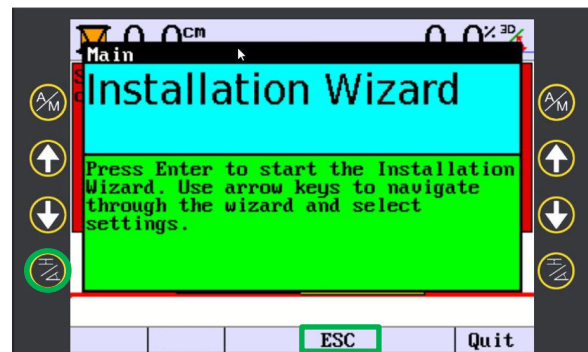 0.0cm
0.0% 3D
Main
Installation Wizard
Press Enter to start the Installation
Wizard. Use arrow keys to navigate
through the wizard and select
settings.
A/M
A/M
H/∡
H/∡
ESC
Quit